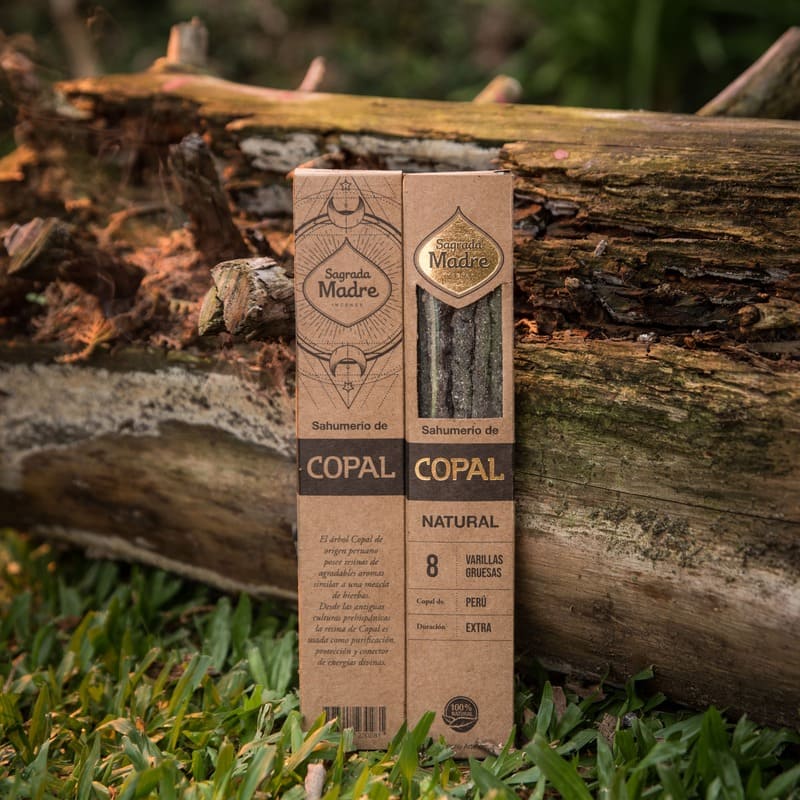 Sagrada
Madre
INCENSE
Sahumerio de
COPAL
El árbol Copal de
origen peruano
posee resinas de
agradables aromas
similar a una mezcla
de hierbas.
Desde las antiguas
culturas prehispánicas
la resina de Copal es
usada como purificación,
protección y conector
de energías divinas.
Sagrada
Madre
Sahumerio de
COPAL
NATURAL
8 VARILLAS
GRUESAS
Copal de: PERÚ
Duración: EXTRA
100%
NATURAL